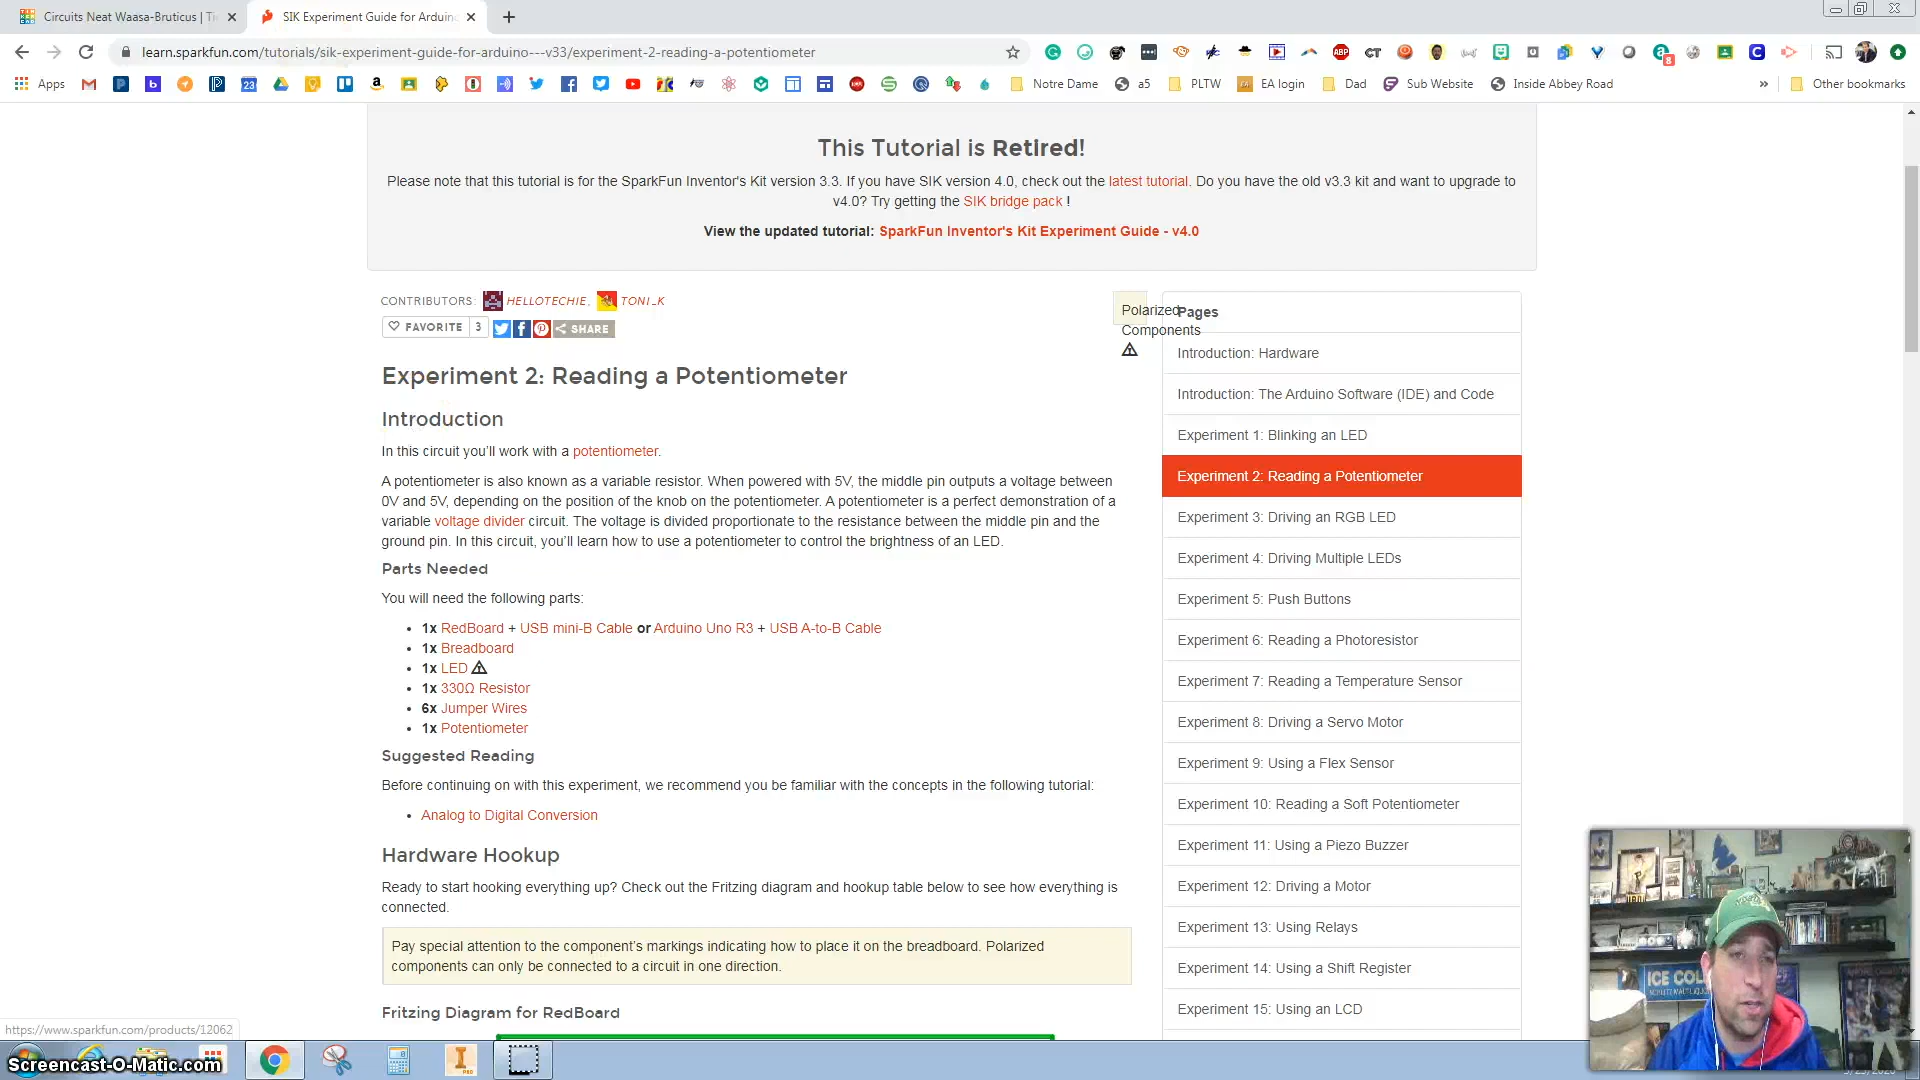 Circuits Neat Waasa-Bruticus | Ti
SIK Experiment Guide for Arduin
learn.sparkfun.com/tutorials/sik-experiment-guide-for-arduino---v33/experiment-2-reading-a-potentiometer
Apps
Notre Dame
a5
PLTW
EA login
Dad
Sub Website
Inside Abbey Road
»
Other bookmarks
This Tutorial is Retired!
Please note that this tutorial is for the SparkFun Inventor's Kit version 3.3. If you have SIK version 4.0, check out the latest tutorial. Do you have the old v3.3 kit and want to upgrade to
v4.0? Try getting the SIK bridge pack !
View the updated tutorial: SparkFun Inventor's Kit Experiment Guide - v4.0
CONTRIBUTORS: HELLOTECHIE, TONI_K
FAVORITE 3 SHARE
Experiment 2: Reading a Potentiometer
Introduction
In this circuit you'll work with a potentiometer.
A potentiometer is also known as a variable resistor. When powered with 5V, the middle pin outputs a voltage between
0V and 5V, depending on the position of the knob on the potentiometer. A potentiometer is a perfect demonstration of a
variable voltage divider circuit. The voltage is divided proportionate to the resistance between the middle pin and the
ground pin. In this circuit, you'll learn how to use a potentiometer to control the brightness of an LED.
Parts Needed
You will need the following parts:
• 1x RedBoard + USB mini-B Cable or Arduino Uno R3 + USB A-to-B Cable
• 1x Breadboard
• 1x LED
• 1x 330Ω Resistor
• 6x Jumper Wires
• 1x Potentiometer
Suggested Reading
Before continuing on with this experiment, we recommend you be familiar with the concepts in the following tutorial:
• Analog to Digital Conversion
Hardware Hookup
Ready to start hooking everything up? Check out the Fritzing diagram and hookup table below to see how everything is
connected.
Pay special attention to the component's markings indicating how to place it on the breadboard. Polarized
components can only be connected to a circuit in one direction.
Fritzing Diagram for RedBoard
Polarized
Components
Pages
Introduction: Hardware
Introduction: The Arduino Software (IDE) and Code
Experiment 1: Blinking an LED
Experiment 2: Reading a Potentiometer
Experiment 3: Driving an RGB LED
Experiment 4: Driving Multiple LEDs
Experiment 5: Push Buttons
Experiment 6: Reading a Photoresistor
Experiment 7: Reading a Temperature Sensor
Experiment 8: Driving a Servo Motor
Experiment 9: Using a Flex Sensor
Experiment 10: Reading a Soft Potentiometer
Experiment 11: Using a Piezo Buzzer
Experiment 12: Driving a Motor
Experiment 13: Using Relays
Experiment 14: Using a Shift Register
Experiment 15: Using an LCD
ICE COL
https://www.sparkfun.com/products/12062
Screencast-O-Matic.com